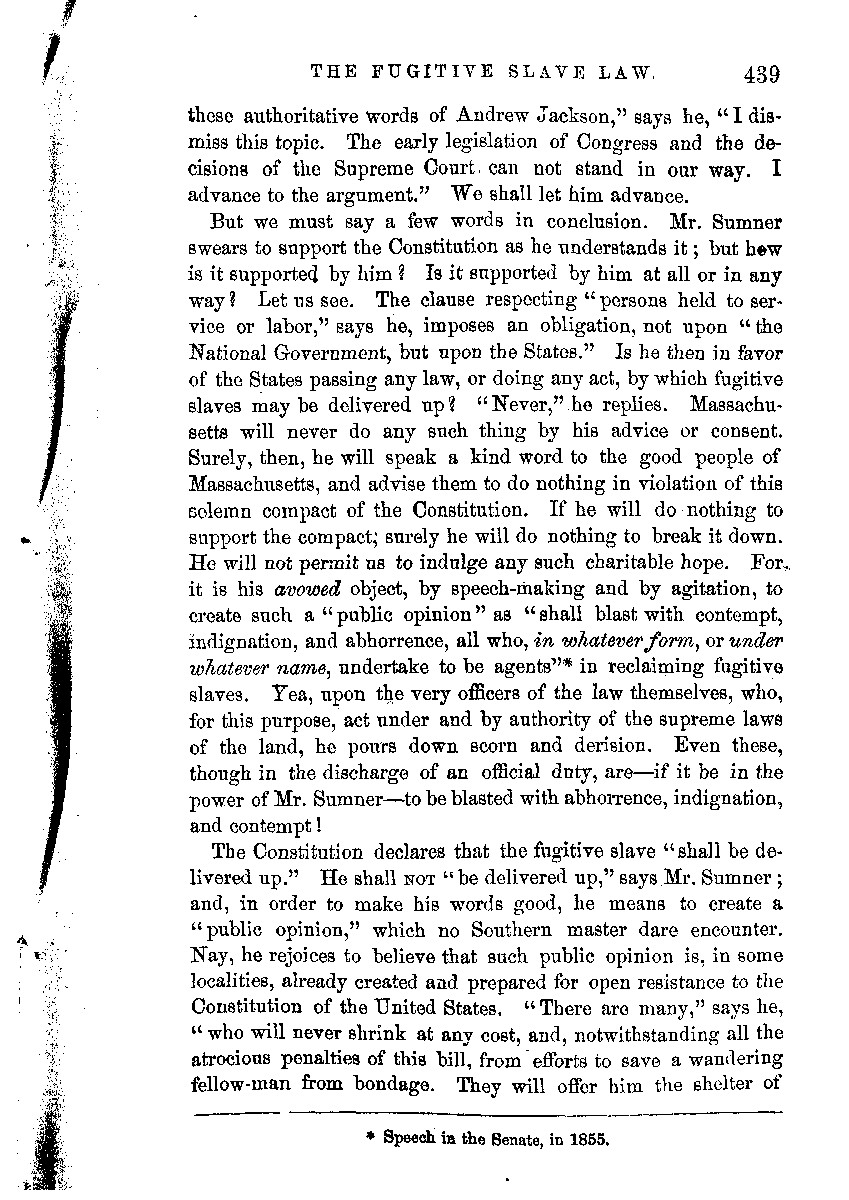 THE FUGITIVE SLAVE LAW. 439
these authoritative words of Andrew Jackson,” says he, “I dis-
miss this topic. The early legislation of Congress and the de-
cisions of the Supreme Court can not stand in our way. I
advance to the argument.” We shall let him advance.
But we must say a few words in conclusion. Mr. Sumner
swears to support the Constitution as he understands it; but how
is it supported by him? Is it supported by him at all or in any
way? Let us see. The clause respecting “persons held to ser-
vice or labor,” says he, imposes an obligation, not upon “the
National Government, but upon the States.” Is he then in favor
of the States passing any law, or doing any act, by which fugitive
slaves may be delivered up? “Never,” he replies. Massachu-
setts will never do any such thing by his advice or consent.
Surely, then, he will speak a kind word to the good people of
Massachusetts, and advise them to do nothing in violation of this
solemn compact of the Constitution. If he will do nothing to
support the compact; surely he will do nothing to break it down.
He will not permit us to indulge any such charitable hope. For
it is his avowed object, by speech-making and by agitation, to
create such a “public opinion” as “shall blast with contempt,
indignation, and abhorrence, all who, in whatever form, or under
whatever name, undertake to be agents”* in reclaiming fugitive
slaves. Yea, upon the very officers of the law themselves, who,
for this purpose, act under and by authority of the supreme laws
of the land, he pours down scorn and derision. Even these,
though in the discharge of an official duty, are—if it be in the
power of Mr. Sumner—to be blasted with abhorrence, indignation,
and contempt!
The Constitution declares that the fugitive slave “shall be de-
livered up.” He shall NOT “be delivered up,” says Mr. Sumner;
and, in order to make his words good, he means to create a
“public opinion,” which no Southern master dare encounter.
Nay, he rejoices to believe that such public opinion is, in some
localities, already created and prepared for open resistance to the
Constitution of the United States. “There are many,” says he,
“who will never shrink at any cost, and, notwithstanding all the
atrocious penalties of this bill, from efforts to save a wandering
fellow-man from bondage. They will offer him the shelter of
* Speech in the Senate, in 1855.